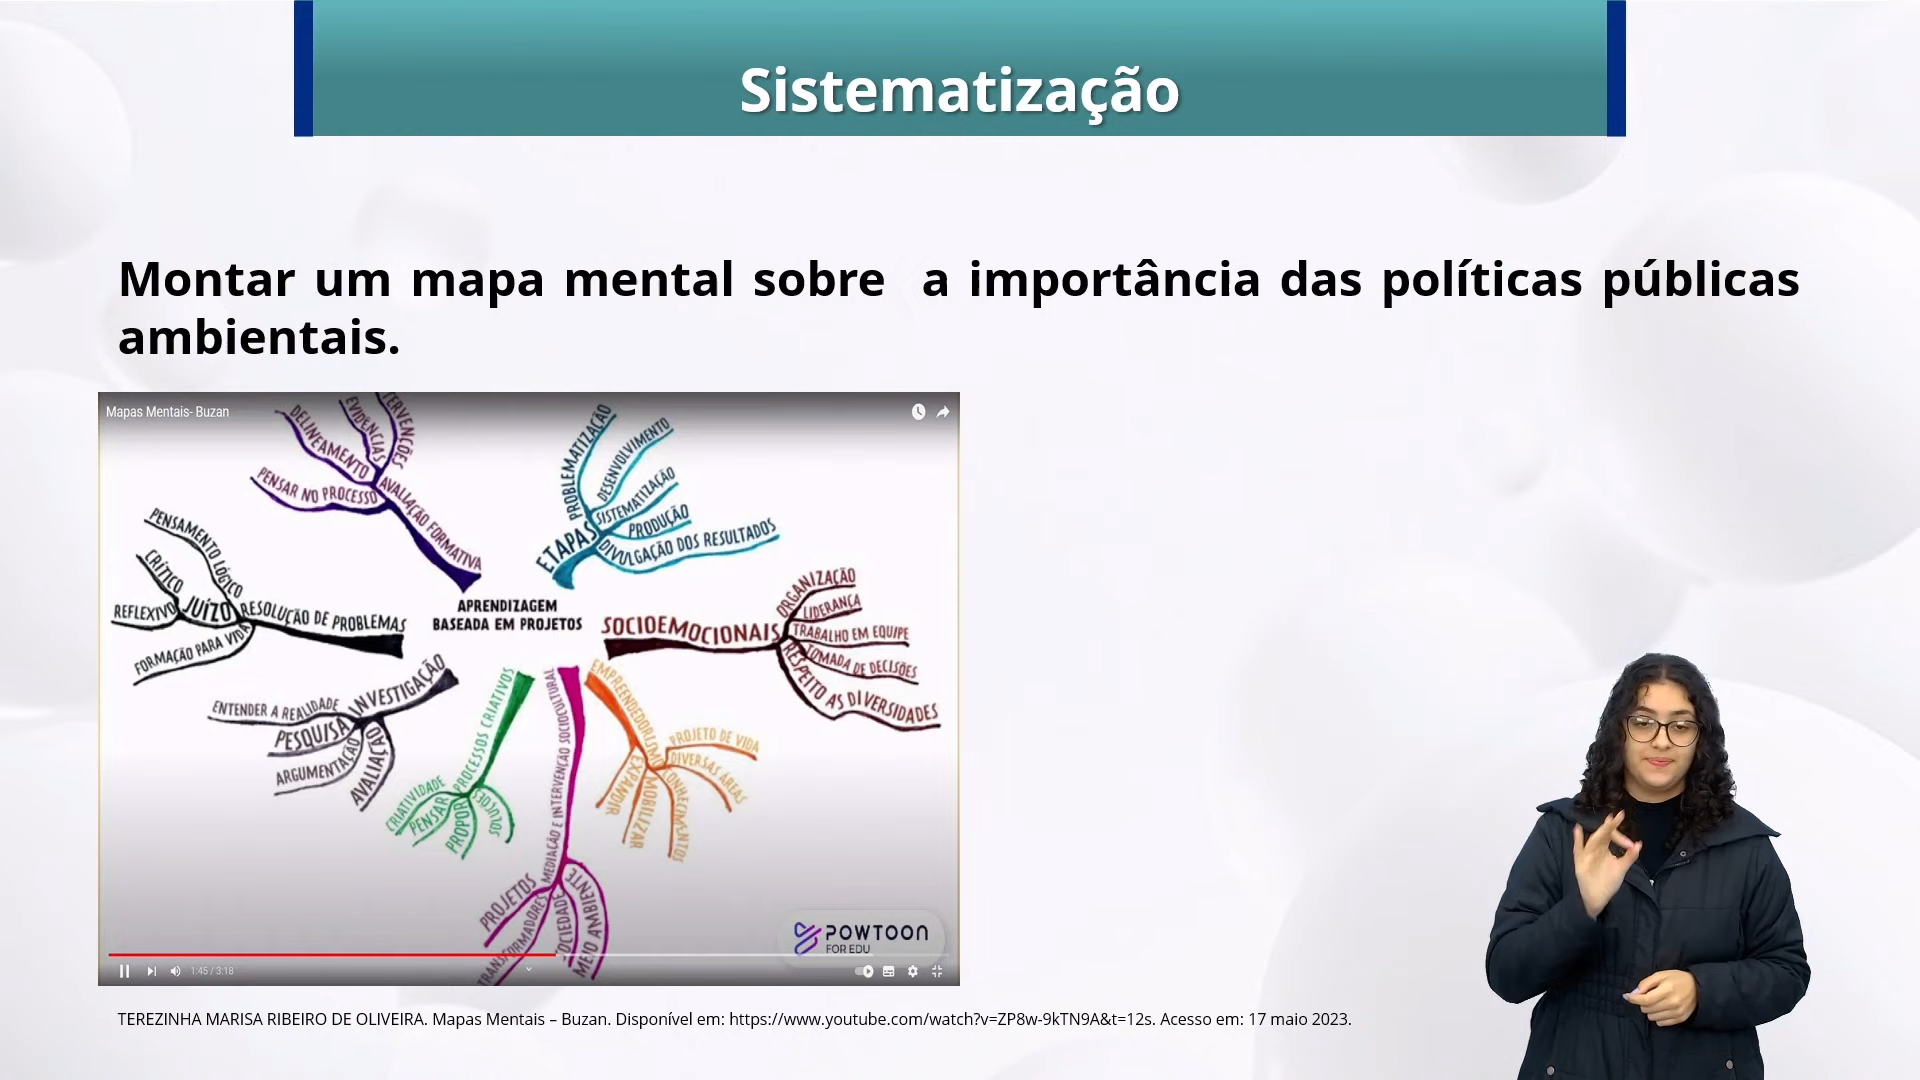 Sistematização
Montar um mapa mental sobre a importância das políticas públicas
ambientais.
Mapas Mentais- Buzan
DELINEAMENTO
EVIDÊNCIAS
TERVENÇÕES
PENSAR NO PROCESSO
AVALIAÇÃO FORMATIVA
PROBLEMATIZAÇÃO
DESENVOLVIMENTO
SISTEMATIZAÇÃO
PRODUÇÃO
DIVULGAÇÃO DOS RESULTADOS
ETAPAS
PENSAMENTO LÓGICO
CRÍTICO
REFLEXIVO
JUÍZO
RESOLUÇÃO DE PROBLEMAS
FORMAÇÃO PARA VIDA
APRENDIZAGEM
BASEADA EM PROJETOS
SOCIOEMOCIONAIS
ORGANIZAÇÃO
LIDERANÇA
TRABALHO EM EQUIPE
TOMADA DE DECISÕES
RESPEITO AS DIVERSIDADES
INVESTIGAÇÃO
ENTENDER A REALIDADE
PESQUISA
ARGUMENTAÇÃO
AVALIAÇÃO
PROCESSOS CRIATIVOS
CRIATIVIDADE
PENSAR
PROPOR
SOLUÇÕES
MEDIAÇÃO E INTERVENÇÃO SOCIOCULTURAL
PROJETOS
TRANSFORMADORES
SOCIEDADE
MEIO AMBIENTE
EMPREENDEDORISMO
PROJETO DE VIDA
DIVERSAS ÁREAS
CONHECIMENTOS
MOBILIZAR
EXPANDIR
POWTOON
FOR EDU
1:45 / 3:18
TEREZINHA MARISA RIBEIRO DE OLIVEIRA. Mapas Mentais – Buzan. Disponível em: https://www.youtube.com/watch?v=ZP8w-9kTN9A&t=12s. Acesso em: 17 maio 2023.